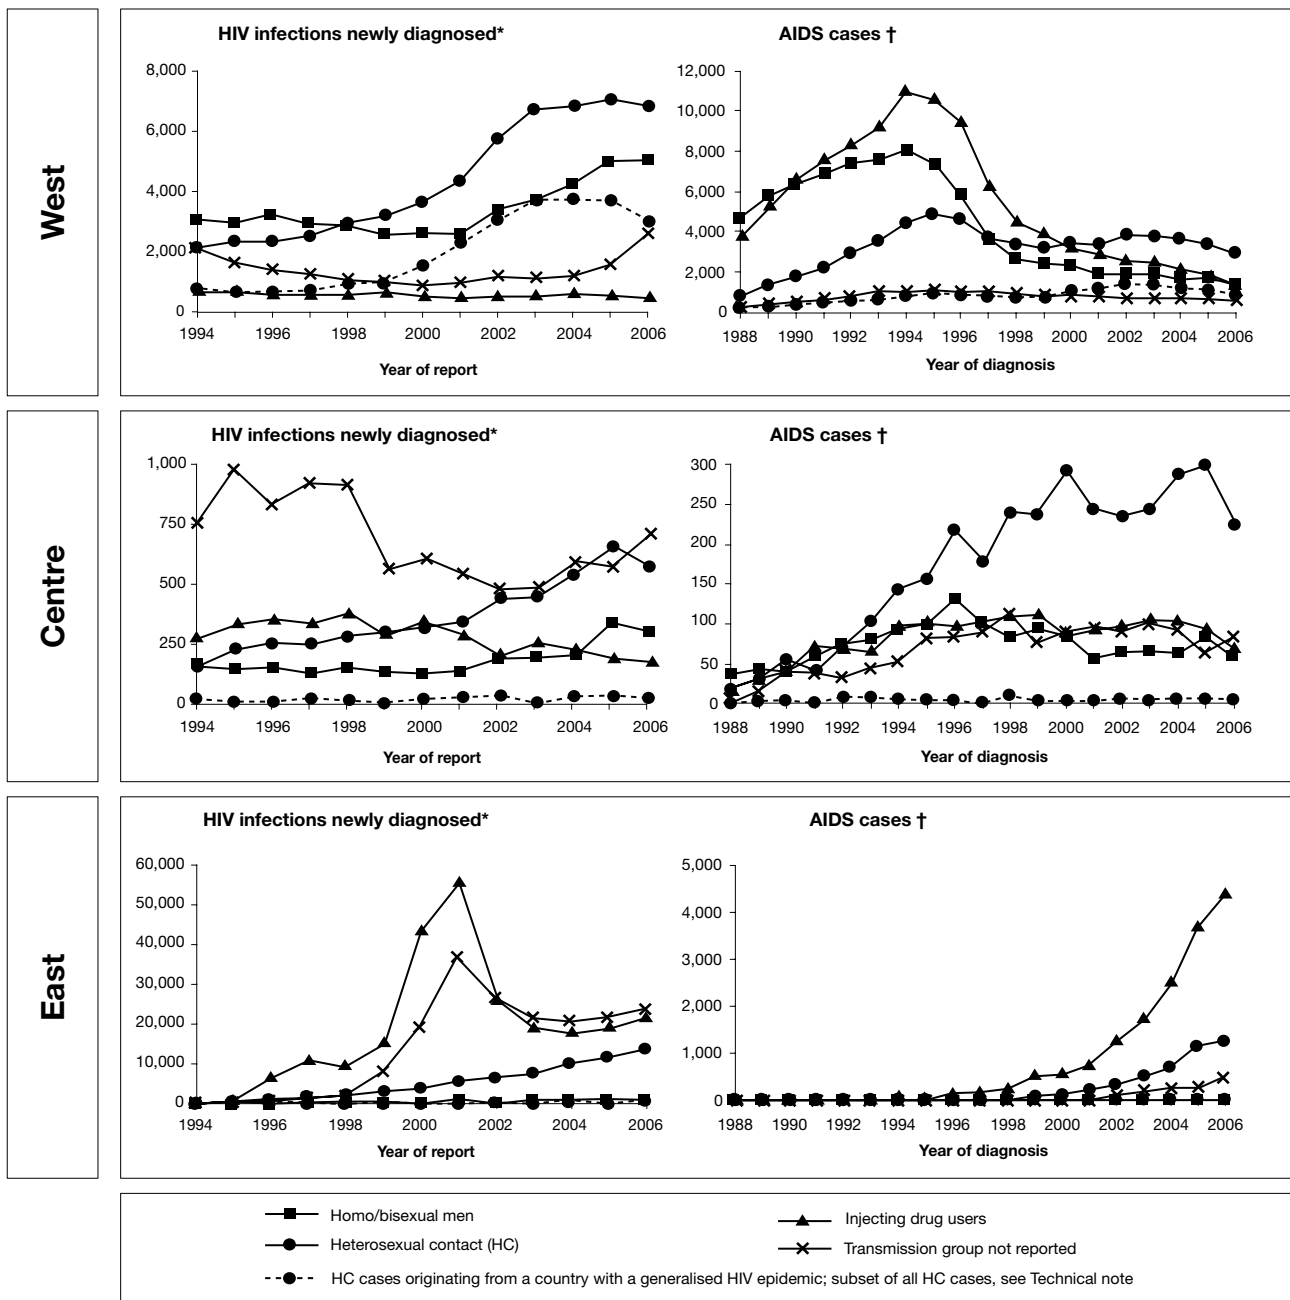 West
HIV infections newly diagnosed*
8,000
6,000
4,000
2,000
0
1994 1996 1998 2000 2002 2004 2006
Year of report
AIDS cases †
12,000
10,000
8,000
6,000
4,000
2,000
0
1988 1990 1992 1994 1996 1998 2000 2002 2004 2006
Year of diagnosis
Centre
HIV infections newly diagnosed*
1,000
750
500
250
0
1994 1996 1998 2000 2002 2004 2006
Year of report
AIDS cases †
300
250
200
150
100
50
0
1988 1990 1992 1994 1996 1998 2000 2002 2004 2006
Year of diagnosis
East
HIV infections newly diagnosed*
60,000
50,000
40,000
30,000
20,000
10,000
0
1994 1996 1998 2000 2002 2004 2006
Year of report
AIDS cases †
5,000
4,000
3,000
2,000
1,000
0
1988 1990 1992 1994 1996 1998 2000 2002 2004 2006
Year of diagnosis
Homo/bisexual men
Injecting drug users
Heterosexual contact (HC)
Transmission group not reported
HC cases originating from a country with a generalised HIV epidemic; subset of all HC cases, see Technical note